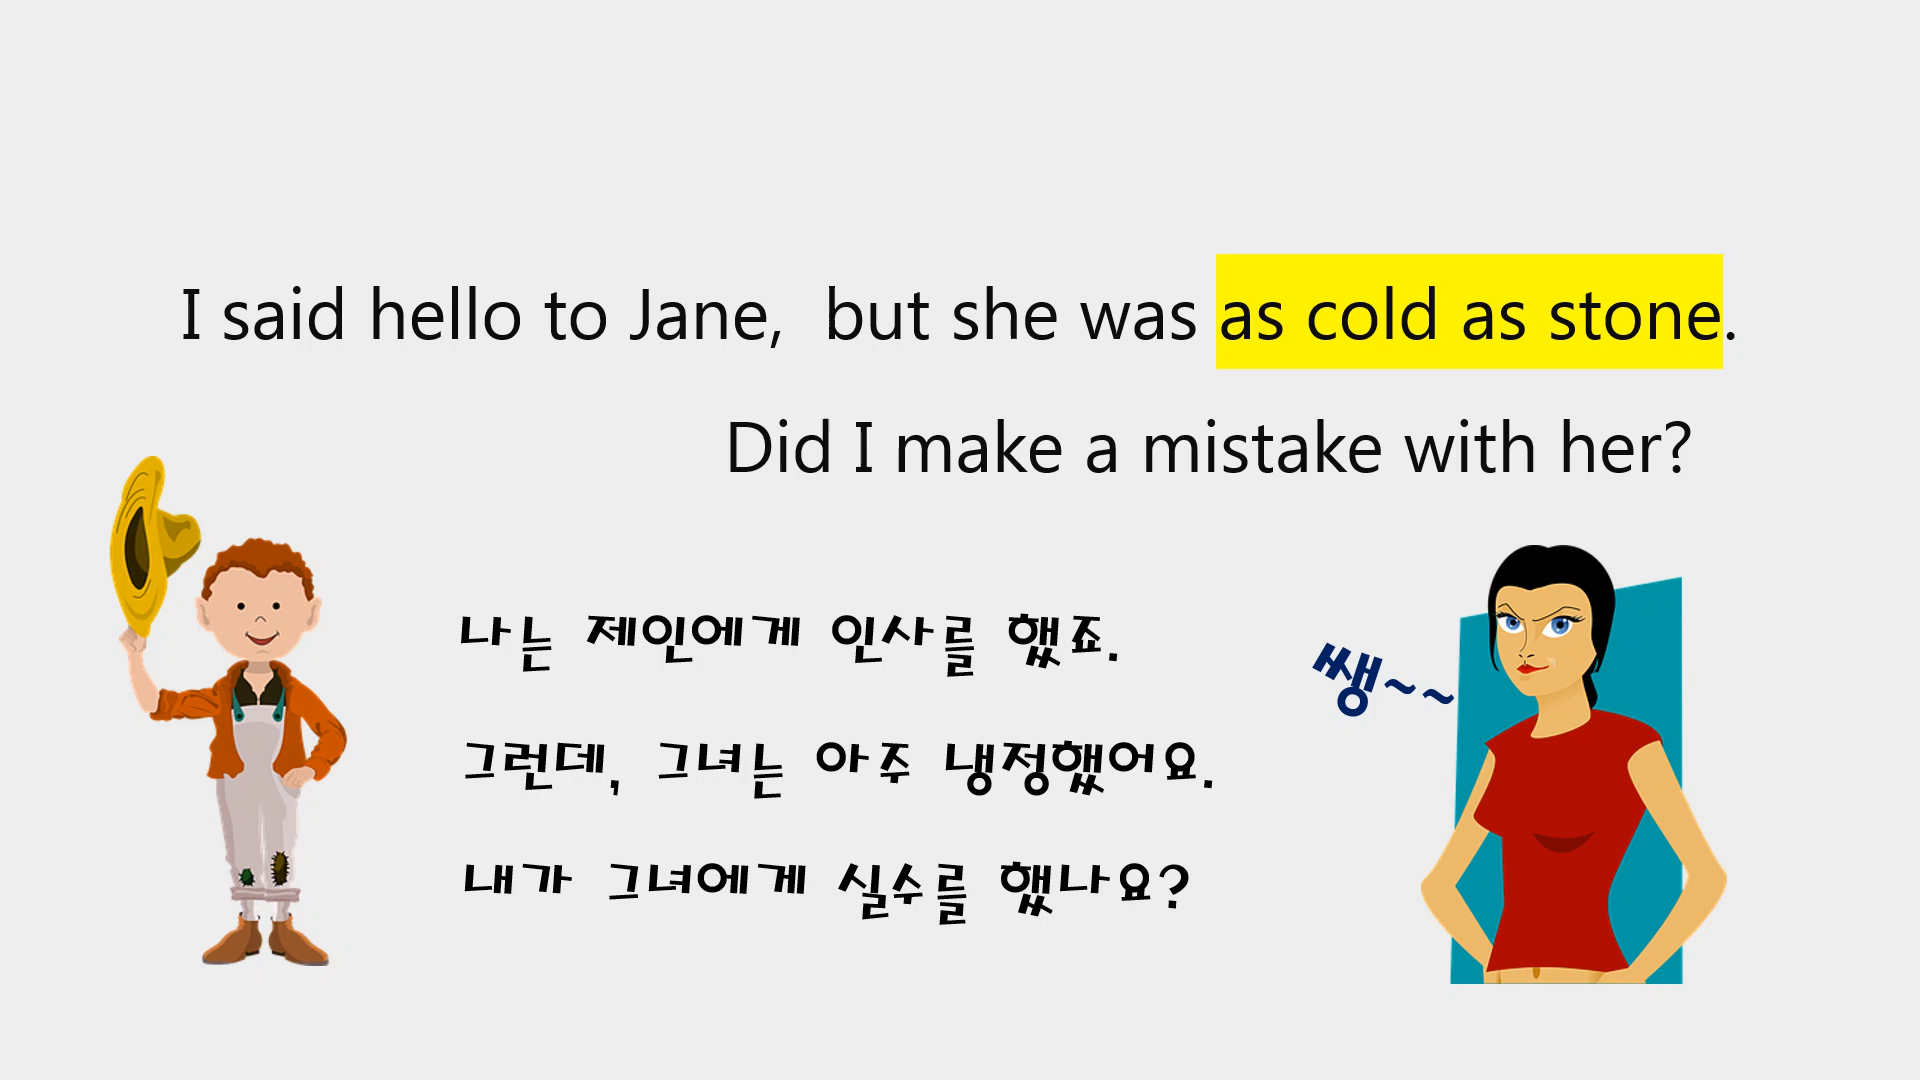 I said hello to Jane,  but she was as cold as stone.
Did I make a mistake with her?
나는 제인에게 인사를 했죠.
쌩~~
그런데, 그녀는 아주 냉정했어요.
내가 그녀에게 실수를 했나요?